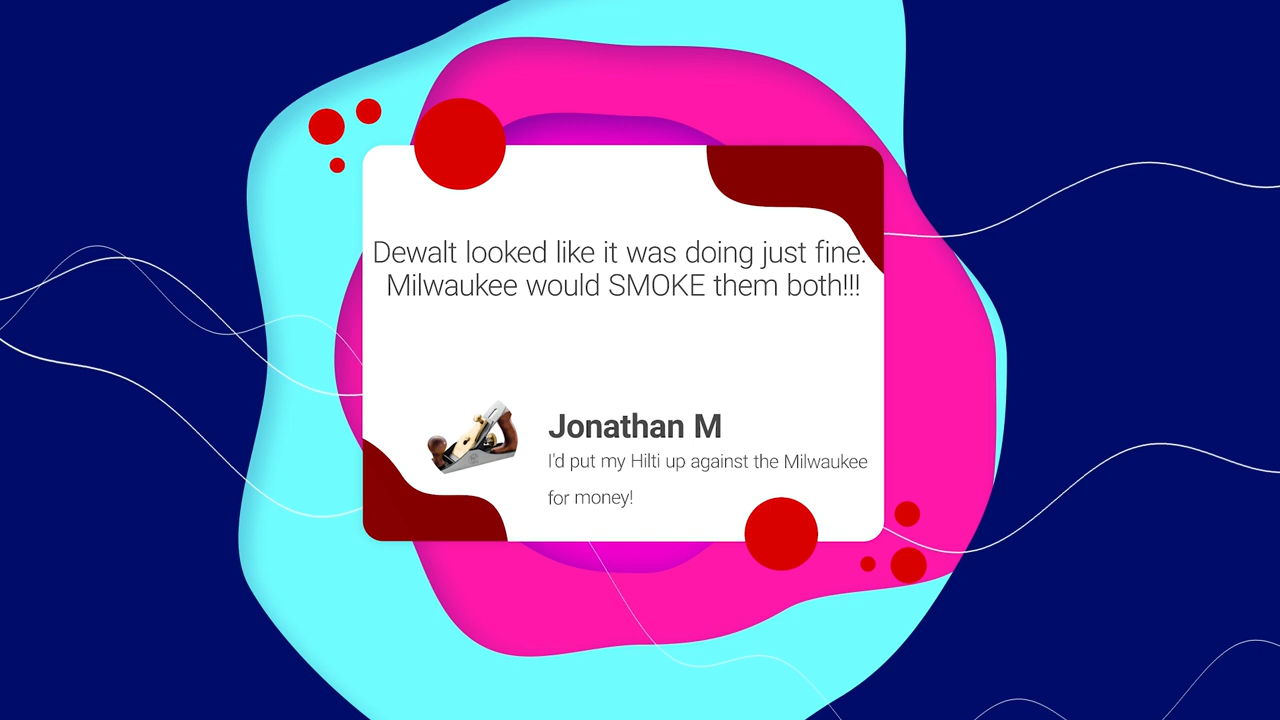 Dewalt looked like it was doing just fine.
Milwaukee would SMOKE them both!!!
Jonathan M
I'd put my Hilti up against the Milwaukee
for money!